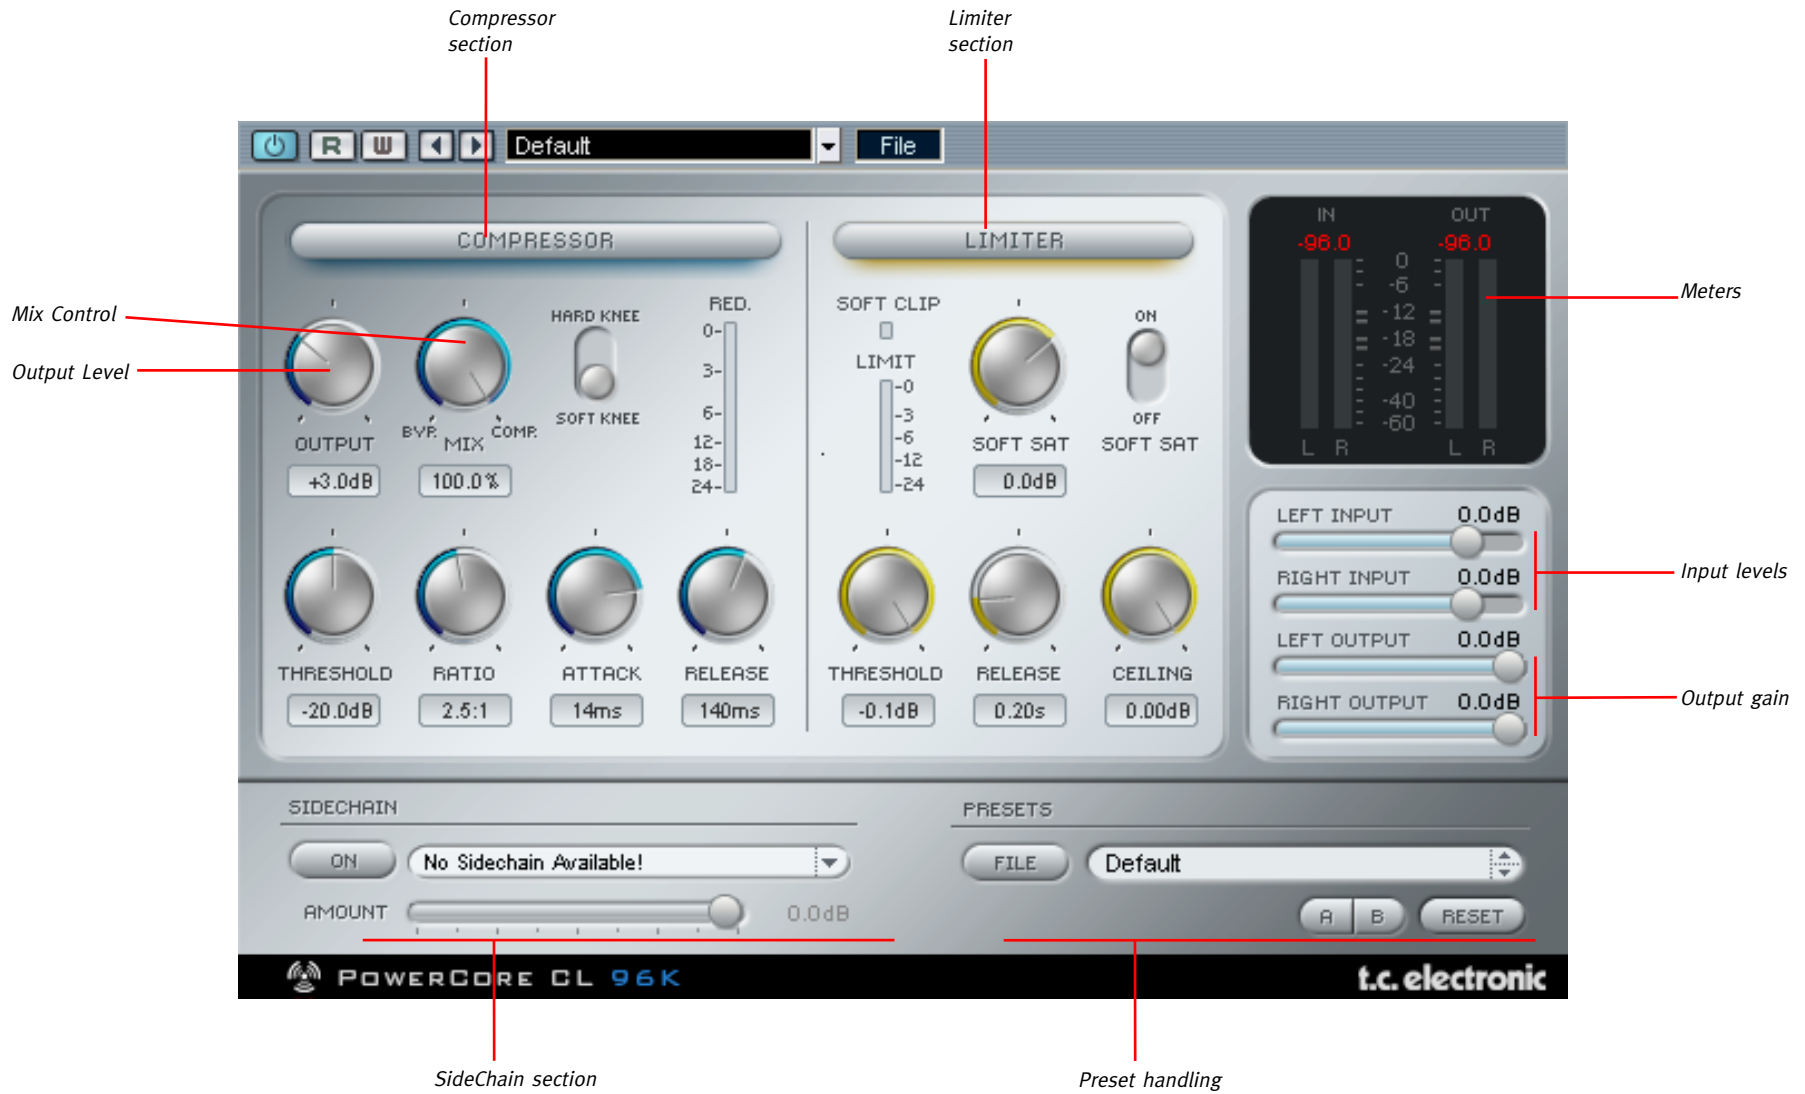 Compressor
section
Limiter
section
R W Default File
COMPRESSOR
LIMITER
IN OUT
-96.0 -96.0
0
-6
-12
-18
-24
-40
-60
L R L R
Meters
Mix Control
Output Level
HARD KNEE
SOFT KNEE
RED.
0-
3-
6-
12-
18-
24-
BYP. COMP.
OUTPUT MIX
+3.0dB 100.0%
SOFT CLIP
LIMIT
-0
-3
-6
-12
-24
ON
OFF
SOFT SAT SOFT SAT
0.0dB
THRESHOLD RATIO ATTACK RELEASE
-20.0dB 2.5:1 14ms 140ms
THRESHOLD RELEASE CEILING
-0.1dB 0.20s 0.00dB
LEFT INPUT 0.0dB
RIGHT INPUT 0.0dB
LEFT OUTPUT 0.0dB
RIGHT OUTPUT 0.0dB
Input levels
Output gain
SIDECHAIN
ON No Sidechain Available!
AMOUNT 0.0dB
PRESETS
FILE Default
A B RESET
POWERCORE CL 96K
t.c. electronic
SideChain section
Preset handling